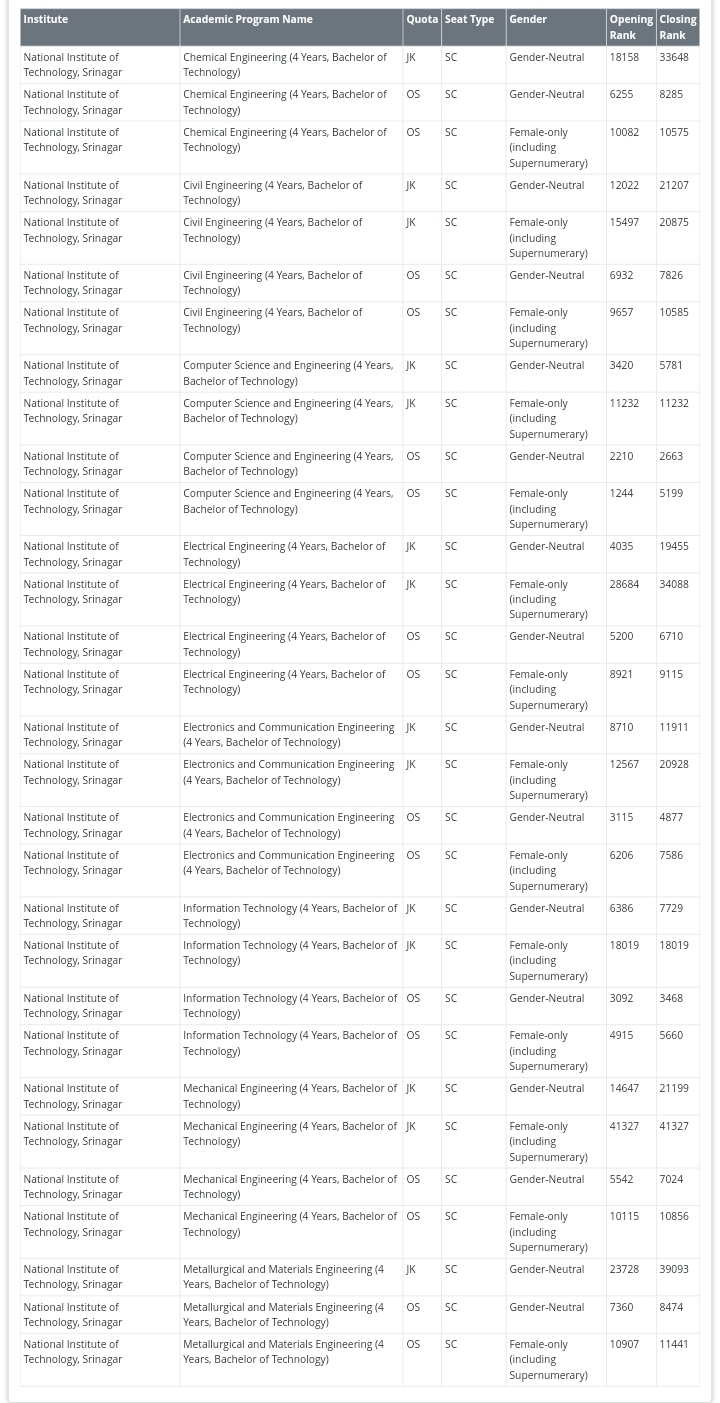 Institute Academic Program Name Quota Seat Type Gender Opening Closing
Rank Rank
National Institute of Chemical Engineering (4 Years, Bachelor of JK SC Gender-Neutral 18158 33648
Technology, Srinagar Technology)
National Institute of Chemical Engineering (4 Years, Bachelor of OS SC Gender-Neutral 6255 8285
Technology, Srinagar Technology)
National Institute of Chemical Engineering (4 Years, Bachelor of OS SC Female-only 10082 10575
Technology, Srinagar Technology) (including
Supernumerary)
National Institute of Civil Engineering (4 Years, Bachelor of JK SC Gender-Neutral 12022 21207
Technology, Srinagar Technology)
National Institute of Civil Engineering (4 Years, Bachelor of JK SC Female-only 15497 20875
Technology, Srinagar Technology) (including
Supernumerary)
National Institute of Civil Engineering (4 Years, Bachelor of OS SC Gender-Neutral 6932 7826
Technology, Srinagar Technology)
National Institute of Civil Engineering (4 Years, Bachelor of OS SC Female-only 9657 10585
Technology, Srinagar Technology) (including
Supernumerary)
National Institute of Computer Science and Engineering (4 Years, JK SC Gender-Neutral 3420 5781
Technology, Srinagar Bachelor of Technology)
National Institute of Computer Science and Engineering (4 Years, JK SC Female-only 11232 11232
Technology, Srinagar Bachelor of Technology) (including
Supernumerary)
National Institute of Computer Science and Engineering (4 Years, OS SC Gender-Neutral 2210 2663
Technology, Srinagar Bachelor of Technology)
National Institute of Computer Science and Engineering (4 Years, OS SC Female-only 1244 5199
Technology, Srinagar Bachelor of Technology) (including
Supernumerary)
National Institute of Electrical Engineering (4 Years, Bachelor of JK SC Gender-Neutral 4035 19455
Technology, Srinagar Technology)
National Institute of Electrical Engineering (4 Years, Bachelor of JK SC Female-only 28684 34088
Technology, Srinagar Technology) (including
Supernumerary)
National Institute of Electrical Engineering (4 Years, Bachelor of OS SC Gender-Neutral 5200 6710
Technology, Srinagar Technology)
National Institute of Electrical Engineering (4 Years, Bachelor of OS SC Female-only 8921 9115
Technology, Srinagar Technology) (including
Supernumerary)
National Institute of Electronics and Communication Engineering JK SC Gender-Neutral 8710 11911
Technology, Srinagar (4 Years, Bachelor of Technology)
National Institute of Electronics and Communication Engineering JK SC Female-only 12567 20928
Technology, Srinagar (4 Years, Bachelor of Technology) (including
Supernumerary)
National Institute of Electronics and Communication Engineering OS SC Gender-Neutral 3115 4877
Technology, Srinagar (4 Years, Bachelor of Technology)
National Institute of Electronics and Communication Engineering OS SC Female-only 6206 7586
Technology, Srinagar (4 Years, Bachelor of Technology) (including
Supernumerary)
National Institute of Information Technology (4 Years, Bachelor of JK SC Gender-Neutral 6386 7729
Technology, Srinagar Technology)
National Institute of Information Technology (4 Years, Bachelor of JK SC Female-only 18019 18019
Technology, Srinagar Technology) (including
Supernumerary)
National Institute of Information Technology (4 Years, Bachelor of OS SC Gender-Neutral 3092 3468
Technology, Srinagar Technology)
National Institute of Information Technology (4 Years, Bachelor of OS SC Female-only 4915 5660
Technology, Srinagar Technology) (including
Supernumerary)
National Institute of Mechanical Engineering (4 Years, Bachelor of JK SC Gender-Neutral 14647 21199
Technology, Srinagar Technology)
National Institute of Mechanical Engineering (4 Years, Bachelor of JK SC Female-only 41327 41327
Technology, Srinagar Technology) (including
Supernumerary)
National Institute of Mechanical Engineering (4 Years, Bachelor of OS SC Gender-Neutral 5542 7024
Technology, Srinagar Technology)
National Institute of Mechanical Engineering (4 Years, Bachelor of OS SC Female-only 10115 10856
Technology, Srinagar Technology) (including
Supernumerary)
National Institute of Metallurgical and Materials Engineering (4 JK SC Gender-Neutral 23728 39093
Technology, Srinagar Years, Bachelor of Technology)
National Institute of Metallurgical and Materials Engineering (4 OS SC Gender-Neutral 7360 8474
Technology, Srinagar Years, Bachelor of Technology)
National Institute of Metallurgical and Materials Engineering (4 OS SC Female-only 10907 11441
Technology, Srinagar Years, Bachelor of Technology) (including
Supernumerary)